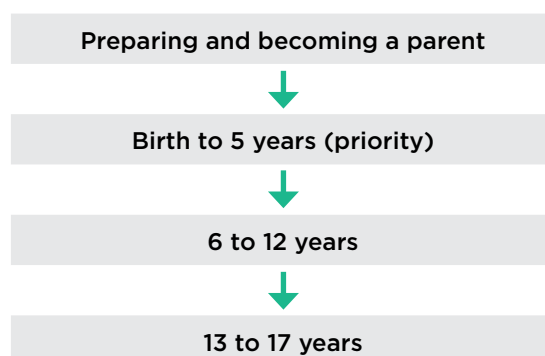 Preparing and becoming a parent
Birth to 5 years (priority)
6 to 12 years
13 to 17 years